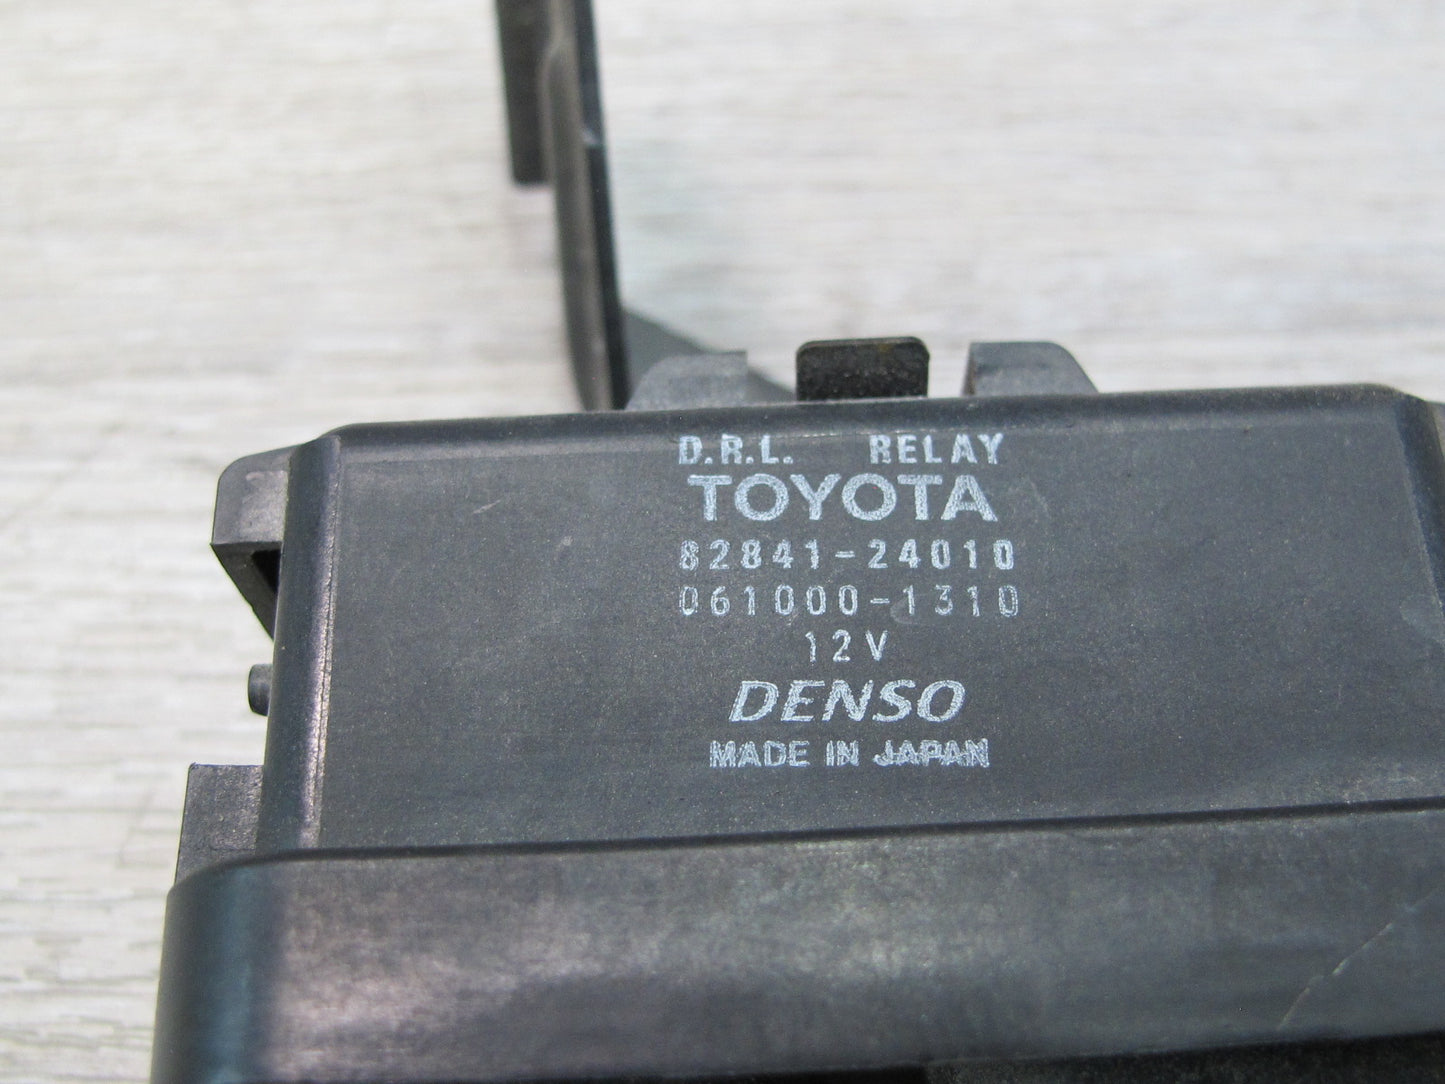 D.R.L. RELAY
TOYOTA
82841-24010
061000-1310
12V
DENSO
MADE IN JAPAN